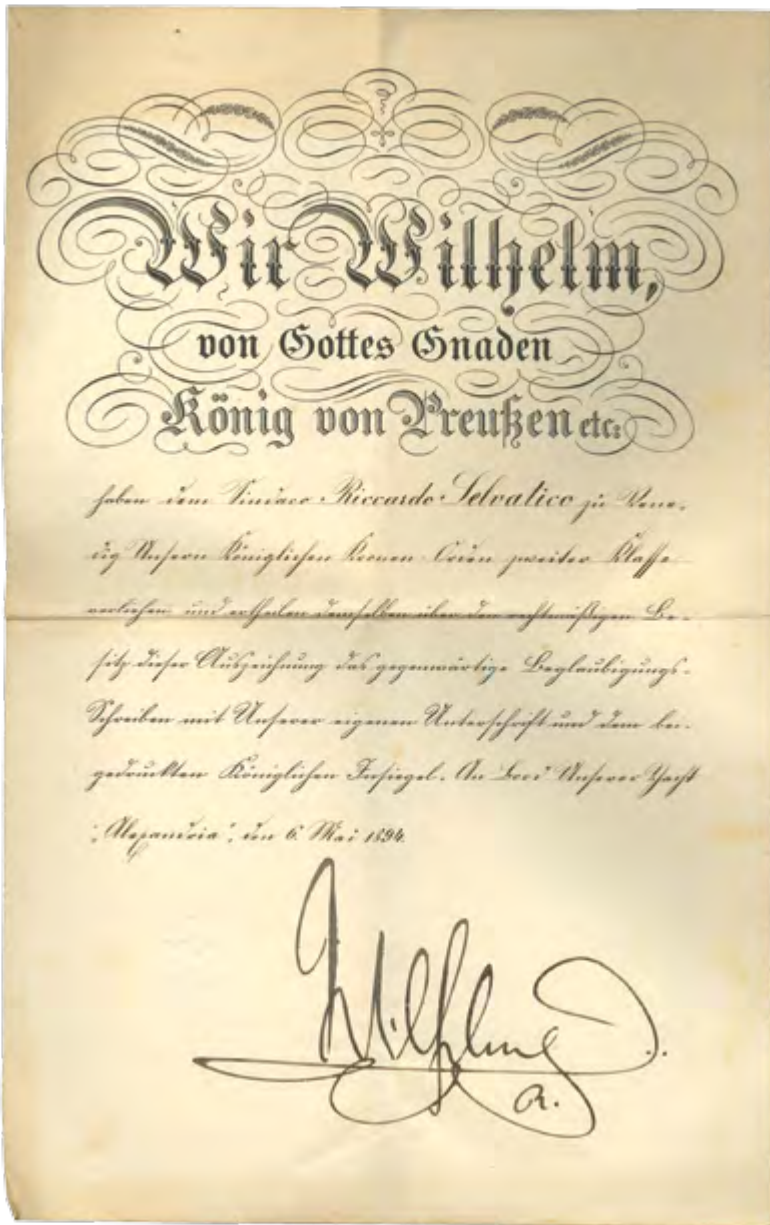 Wir Wilhelm,
von Gottes Gnaden
König von Preußen etc:
haben dem Sindaco Riccardo Selvatico zu Vene-
dig Unsern Königlichen Kronen-Orden zweiter Klasse
verliehen und ertheilen demselben über den rechtmäßigen Be-
sitz dieser Auszeichnung das gegenwärtige Beglaubigungs-
Schreiben mit Unserer eigenen Unterschrift und dem bei-
gedruckten Königlichen Insiegel. An Bord Unserer Yacht
„Alexandria", den 6. Mai 1894.
Wilhelm
R.